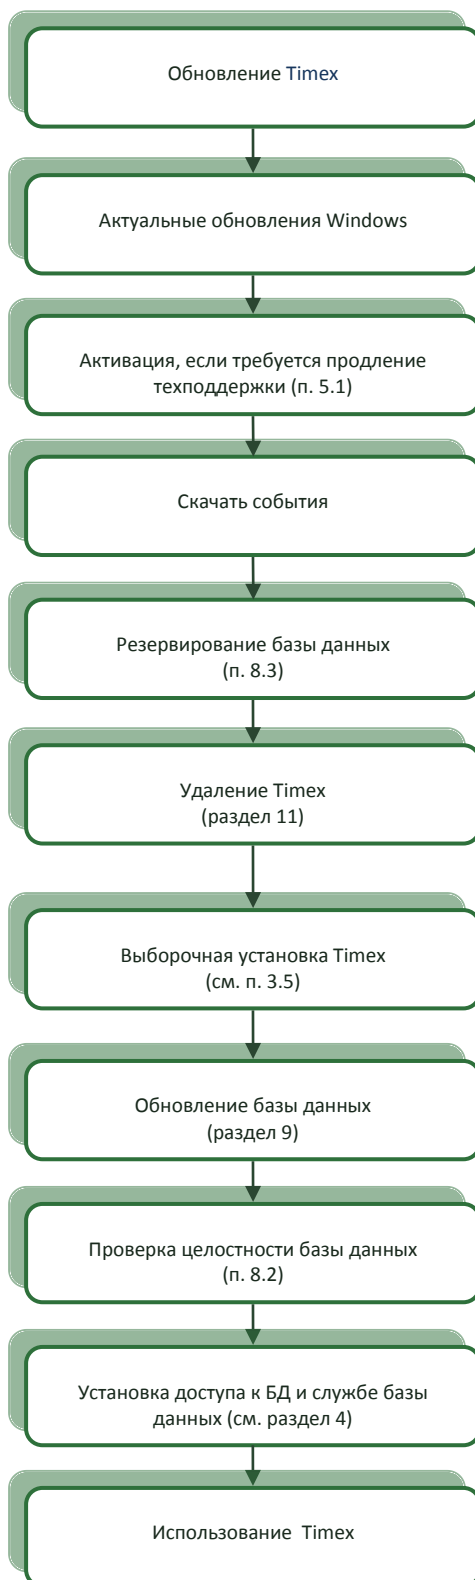 Обновление Timex
Актуальные обновления Windows
Активация, если требуется продление
техподдержки (п. 5.1)
Скачать события
Резервирование базы данных
(п. 8.3)
Удаление Timex
(раздел 11)
Выборочная установка Timex
(см. п. 3.5)
Обновление базы данных
(раздел 9)
Проверка целостности базы данных
(п. 8.2)
Установка доступа к БД и службе базы
данных (см. раздел 4)
Использование Timex